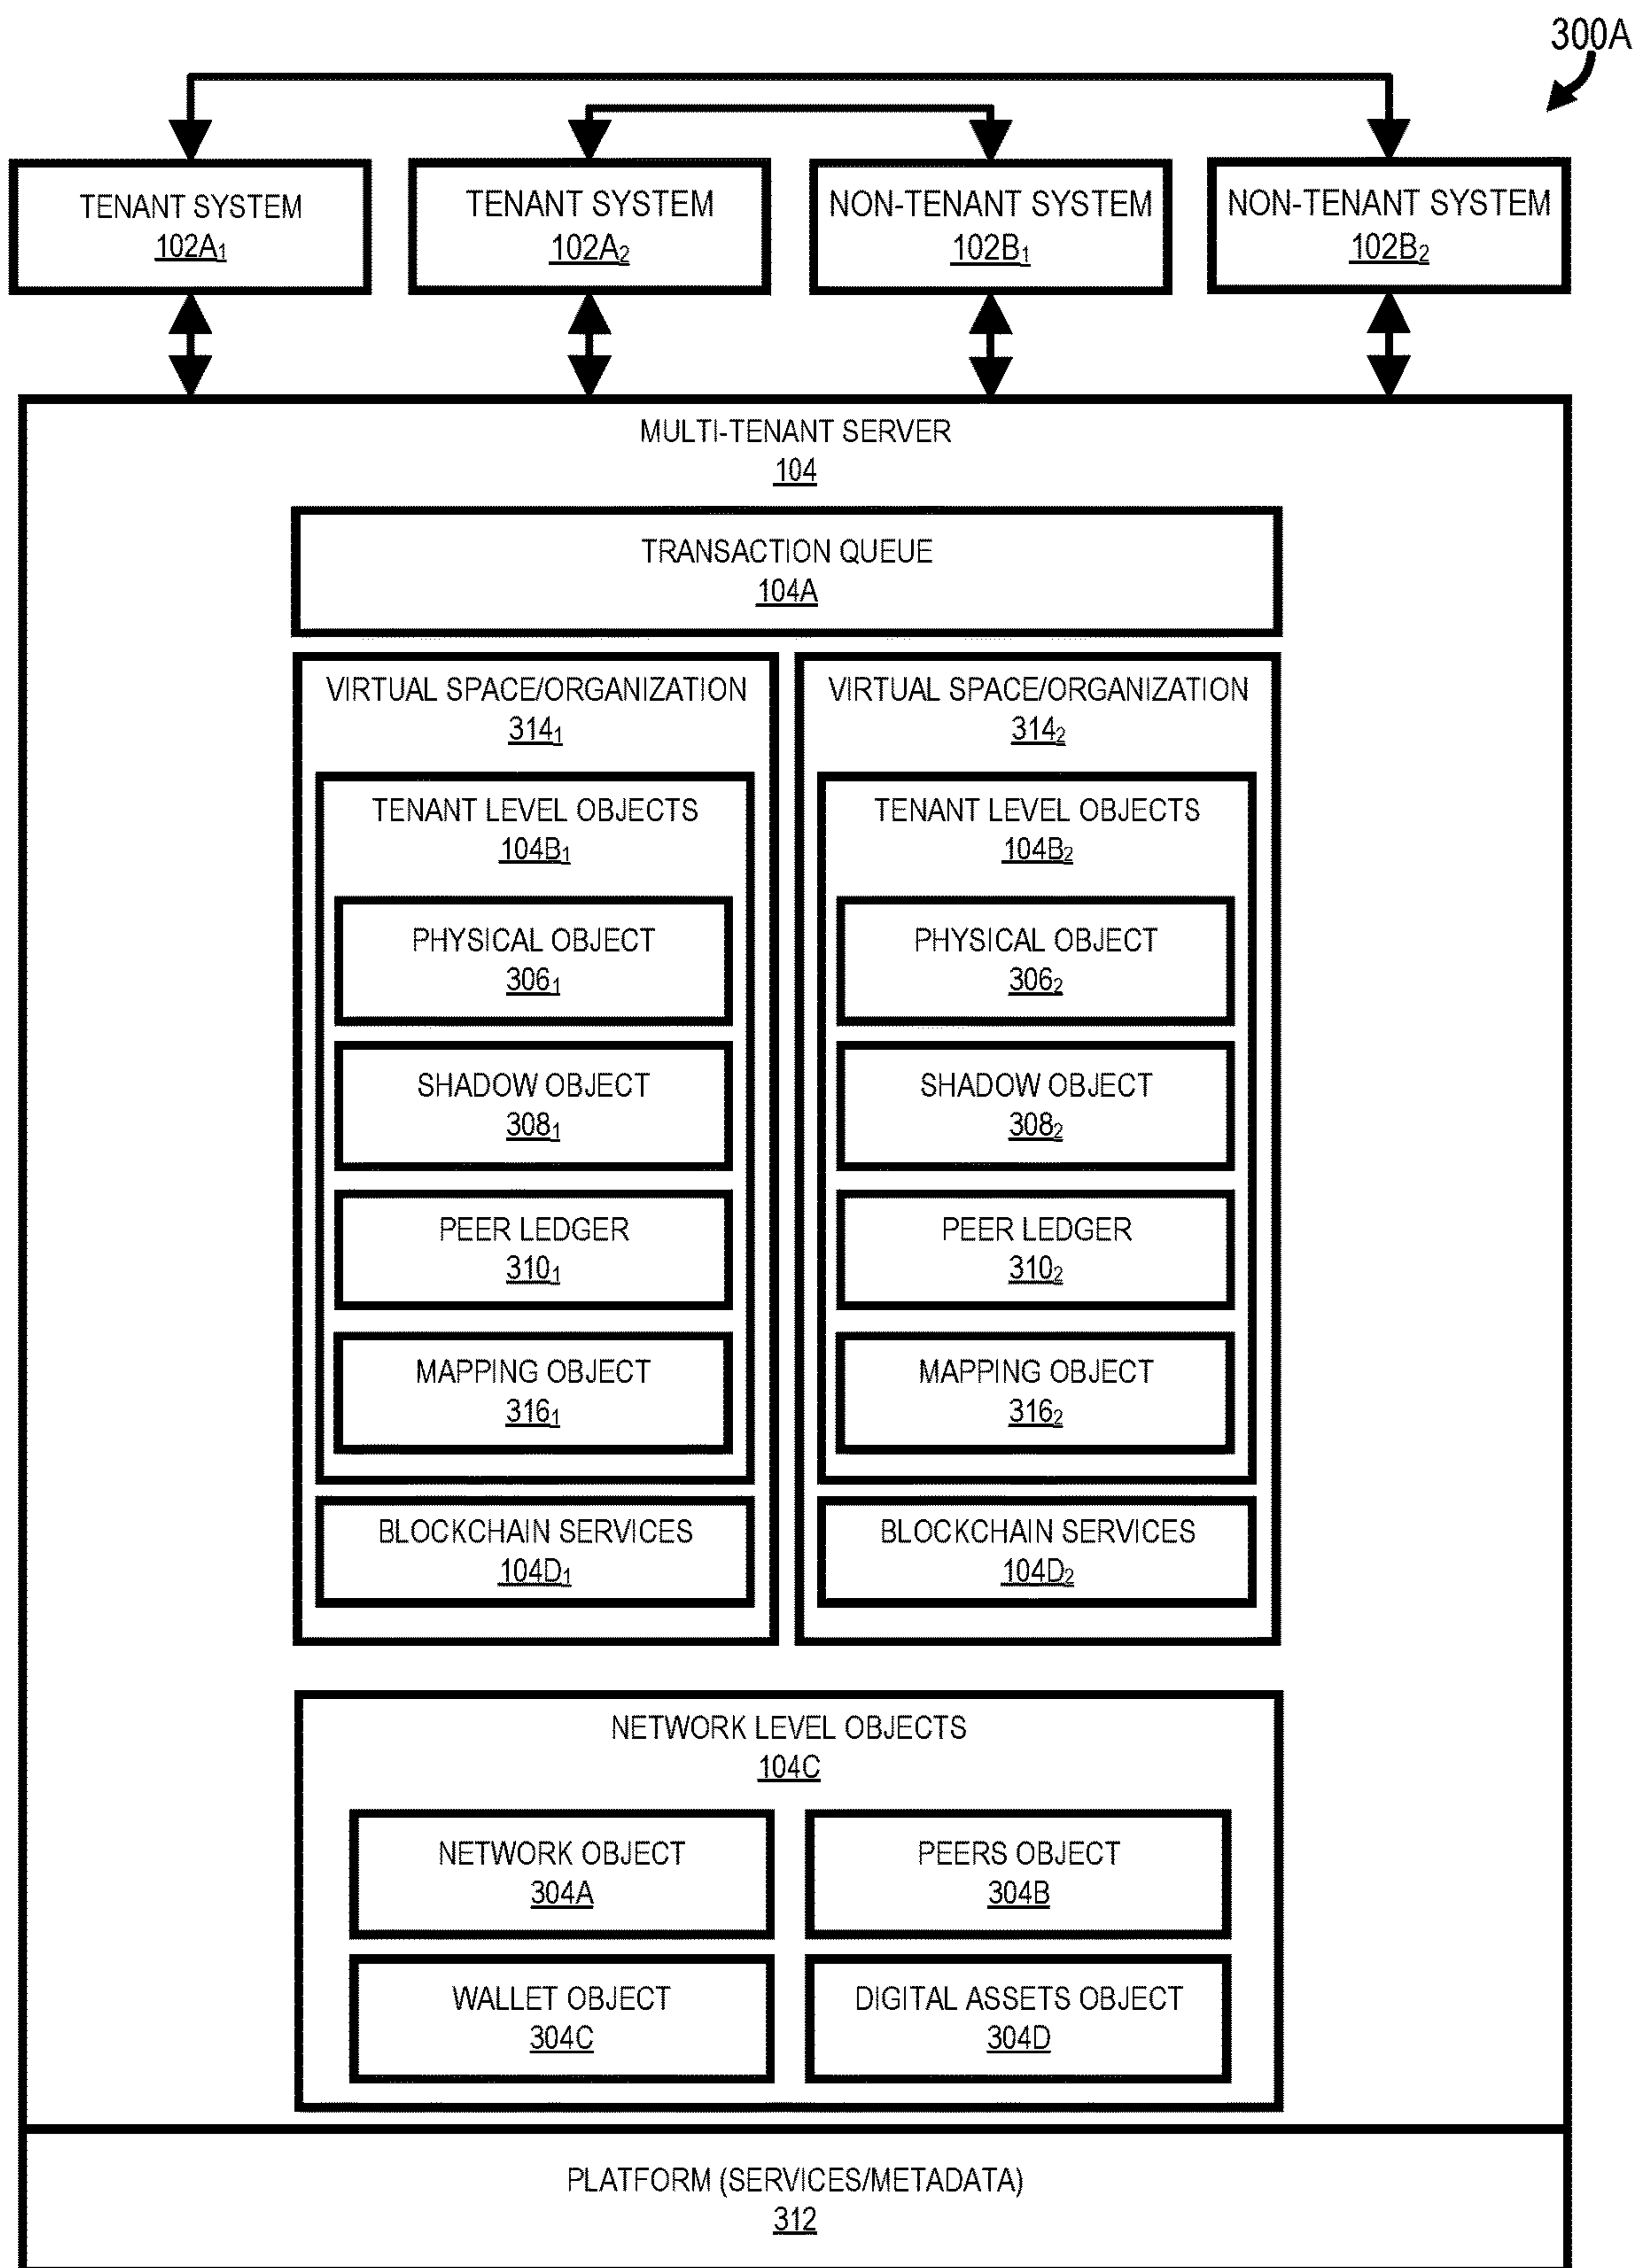 300A
TENANT SYSTEM
102A₁
TENANT SYSTEM
102A₂
NON-TENANT SYSTEM
102B₁
NON-TENANT SYSTEM
102B₂
MULTI-TENANT SERVER
104
TRANSACTION QUEUE
104A
VIRTUAL SPACE/ORGANIZATION
314₁
TENANT LEVEL OBJECTS
104B₁
PHYSICAL OBJECT
306₁
SHADOW OBJECT
308₁
PEER LEDGER
310₁
MAPPING OBJECT
316₁
BLOCKCHAIN SERVICES
104D₁
VIRTUAL SPACE/ORGANIZATION
314₂
TENANT LEVEL OBJECTS
104B₂
PHYSICAL OBJECT
306₂
SHADOW OBJECT
308₂
PEER LEDGER
310₂
MAPPING OBJECT
316₂
BLOCKCHAIN SERVICES
104D₂
NETWORK LEVEL OBJECTS
104C
NETWORK OBJECT
304A
PEERS OBJECT
304B
WALLET OBJECT
304C
DIGITAL ASSETS OBJECT
304D
PLATFORM (SERVICES/METADATA)
312